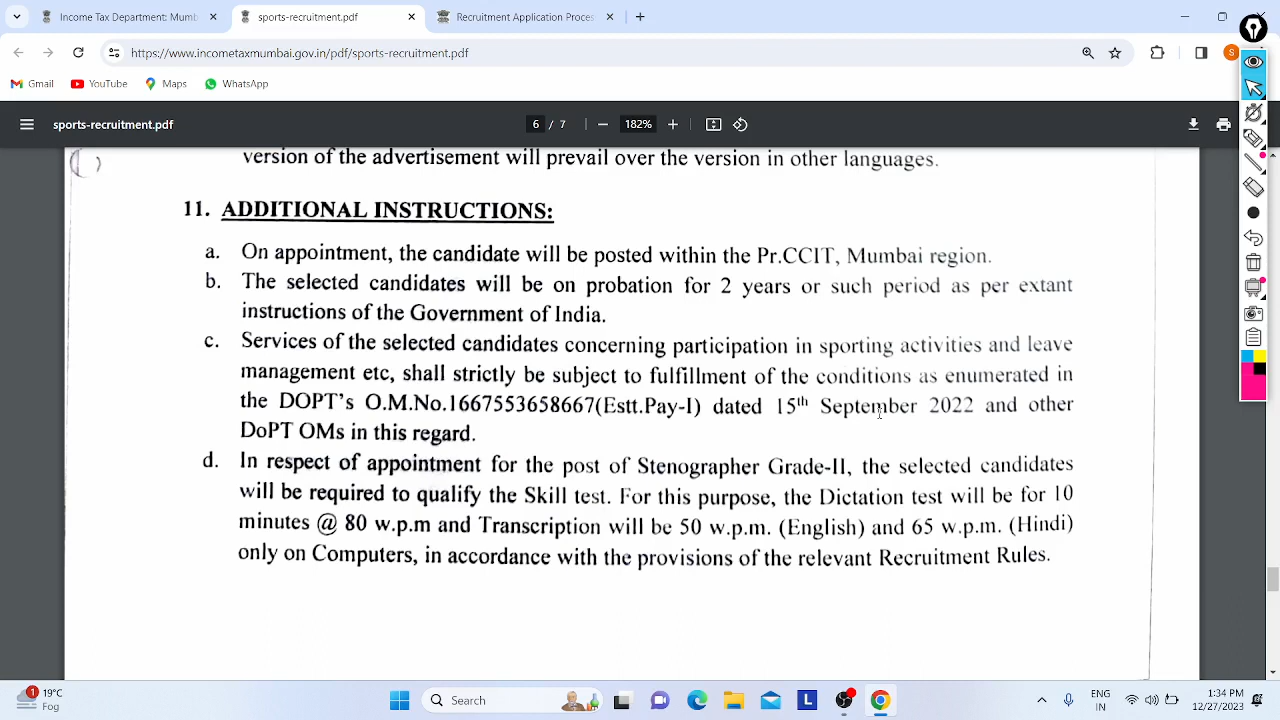 Income Tax Department: Mumb
sports-recruitment.pdf
Recruitment Application Proces
https://www.incometaxmumbai.gov.in/pdf/sports-recruitment.pdf
S
Gmail
YouTube
Maps
WhatsApp
sports-recruitment.pdf
6 / 7
182%
version of the advertisement will prevail over the version in other languages.
11. ADDITIONAL INSTRUCTIONS:
a. On appointment, the candidate will be posted within the Pr.CCIT, Mumbai region.
b. The selected candidates will be on probation for 2 years or such period as per extant
instructions of the Government of India.
c. Services of the selected candidates concerning participation in sporting activities and leave
management etc, shall strictly be subject to fulfillment of the conditions as enumerated in
the DOPT's O.M.No.1667553658667(Estt.Pay-I) dated 15th September 2022 and other
DoPT OMs in this regard.
d. In respect of appointment for the post of Stenographer Grade-II, the selected candidates
will be required to qualify the Skill test. For this purpose, the Dictation test will be for 10
minutes @ 80 w.p.m and Transcription will be 50 w.p.m. (English) and 65 w.p.m. (Hindi)
only on Computers, in accordance with the provisions of the relevant Recruitment Rules.
1
19°C
Fog
Search
L
ENG
IN
1:34 PM
12/27/2023